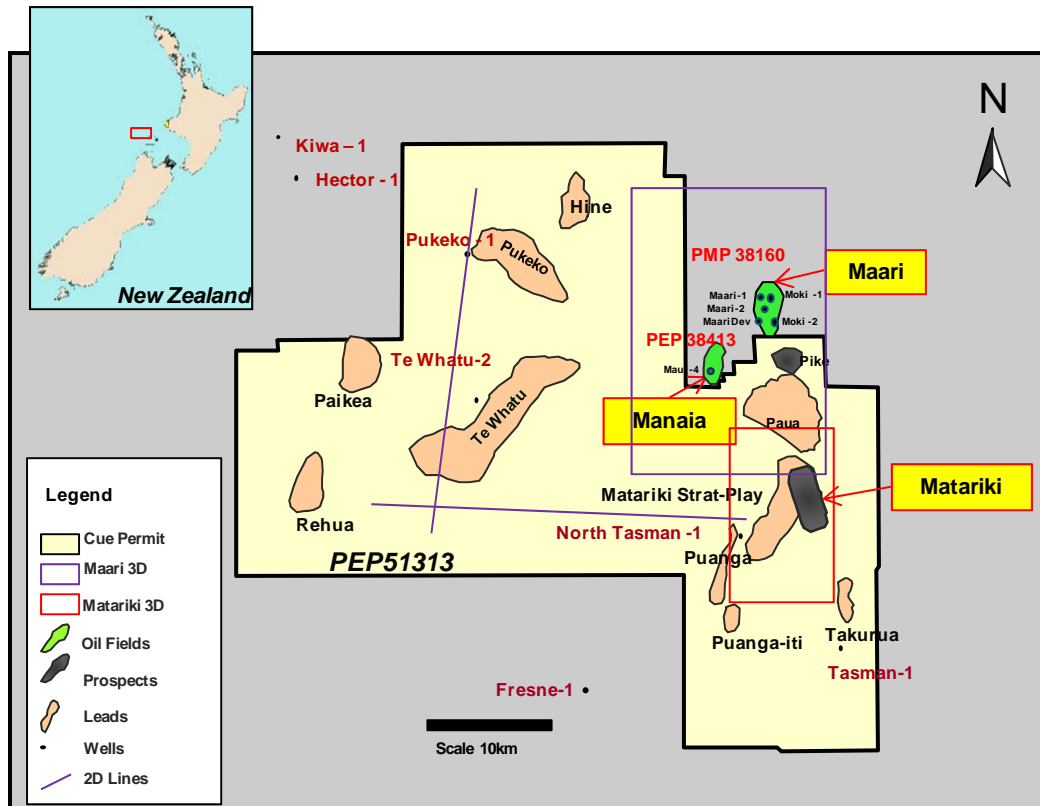 New Zealand
N
Kiwa – 1
Hector - 1
Hine
Pukeko - 1
Pukeko
PMP 38160
Maari
Maari-1
Moki -1
Maari-2
Maari Dev
Moki -2
PEP 38413
Maui -4
Pike
Te Whatu-2
Paikea
Te Whatu
Manaia
Paua
Matariki Strat-Play
Matariki
Rehua
North Tasman -1
PEP51313
Puanga
Puanga-iti
Takurua
Tasman-1
Fresne-1
Scale 10km
Legend
Cue Permit
Maari 3D
Matariki 3D
Oil Fields
Prospects
Leads
Wells
2D Lines